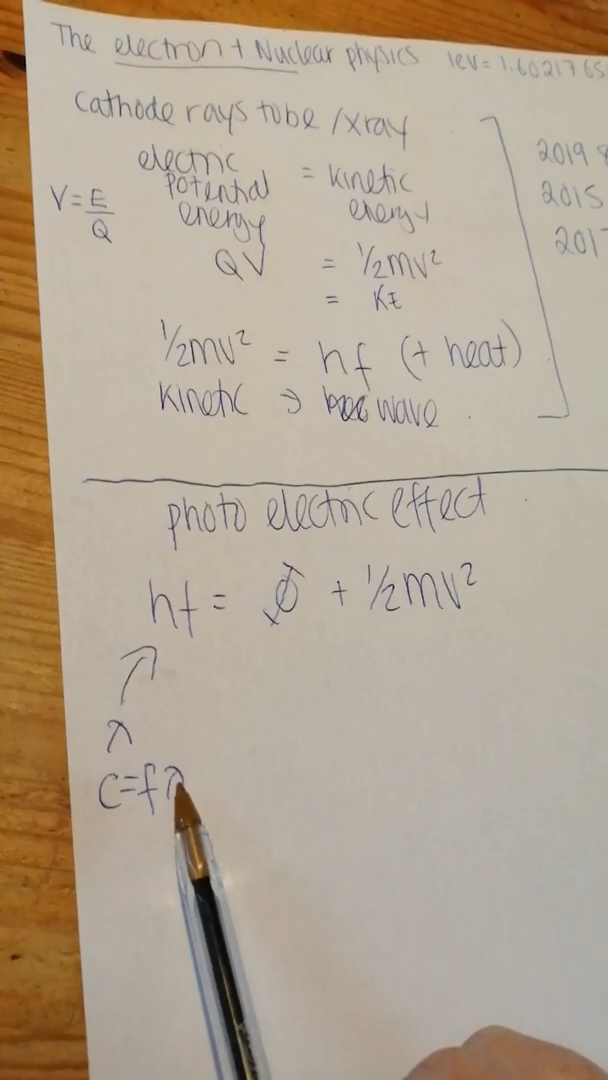 The electron + Nuclear physics 1ev = 1.6021765
cathode rays tube / xray
electric potential energy = kinetic energy
V = E/Q
QV = 1/2mv²
= KE
2019
2015
201
1/2mv² = hf (+ heat)
kinetic → wave
photo electric effect
hf = Φ + 1/2mv²
λ
c=fλ